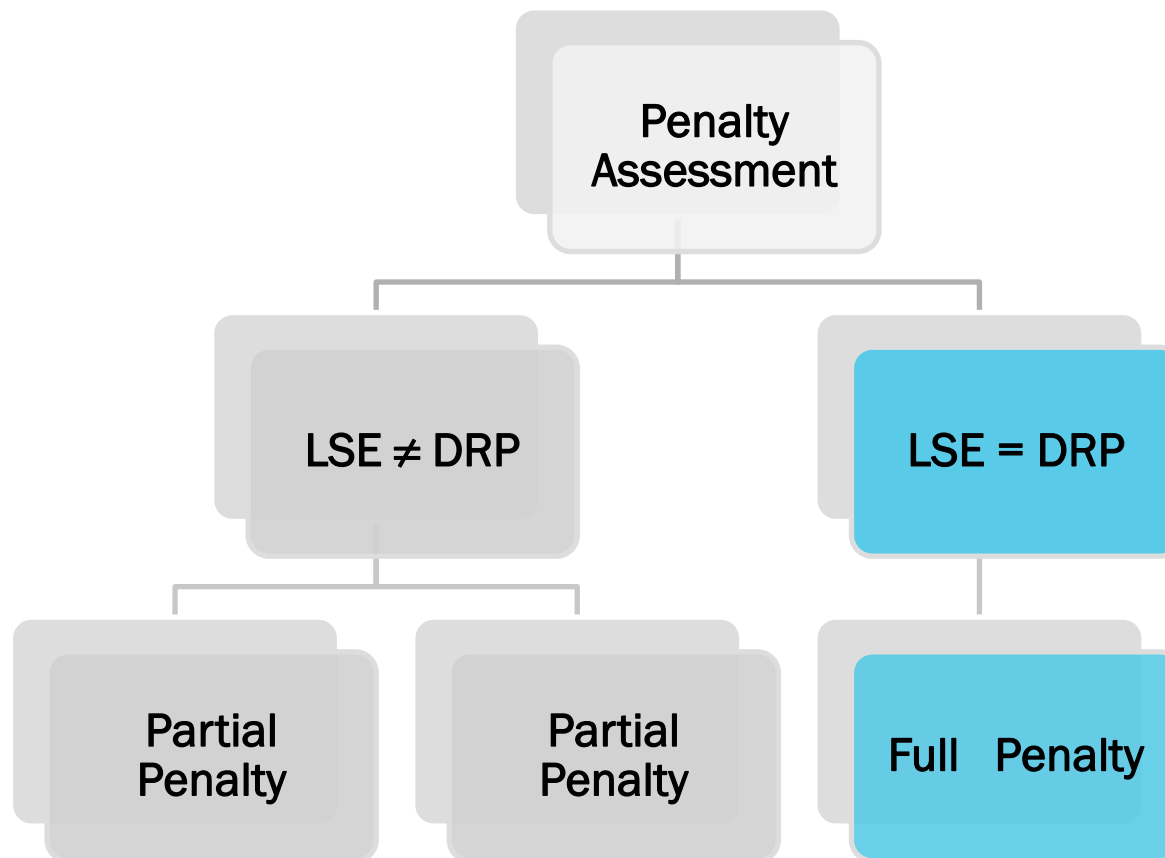 Penalty
Assessment
LSE ≠ DRP
LSE = DRP
Partial
Penalty
Partial
Penalty
Full Penalty